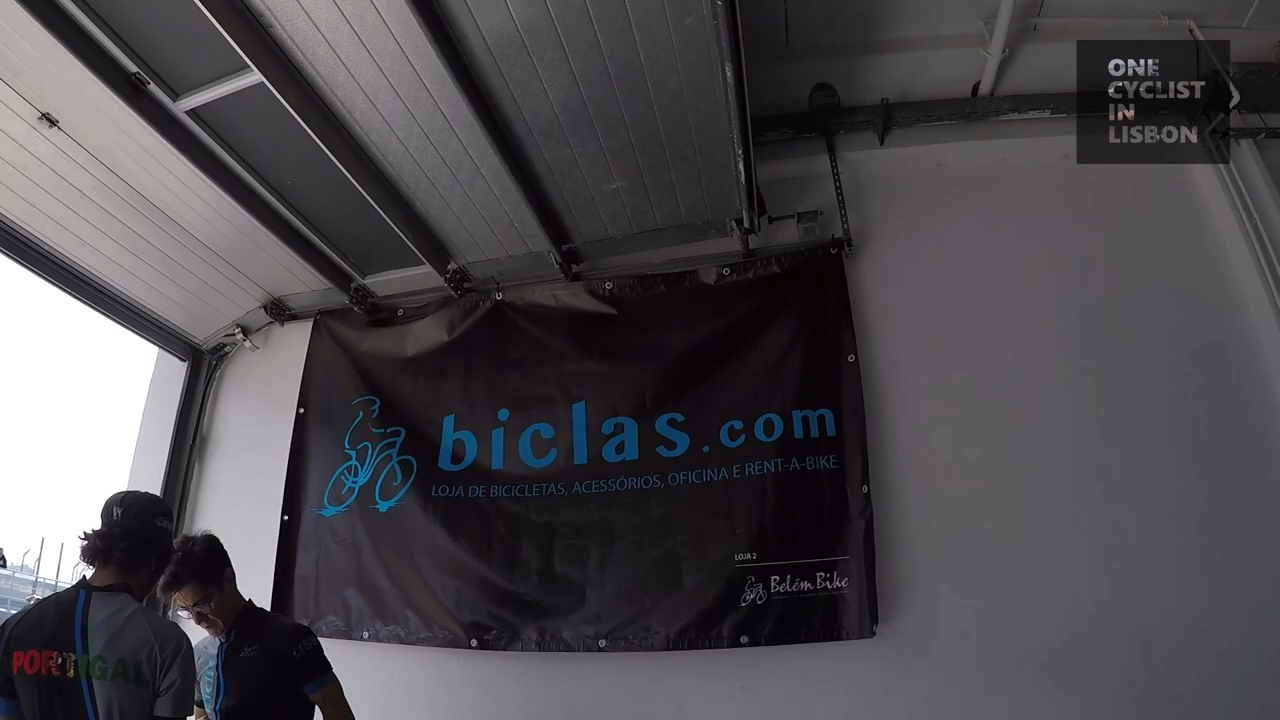 ONE
CYCLIST
IN
LISBON
biclas.com
LOJA DE BICICLETAS, ACESSÓRIOS, OFICINA E RENT-A-BIKE
LOJA 2
Belém Bike
PORTUGAL